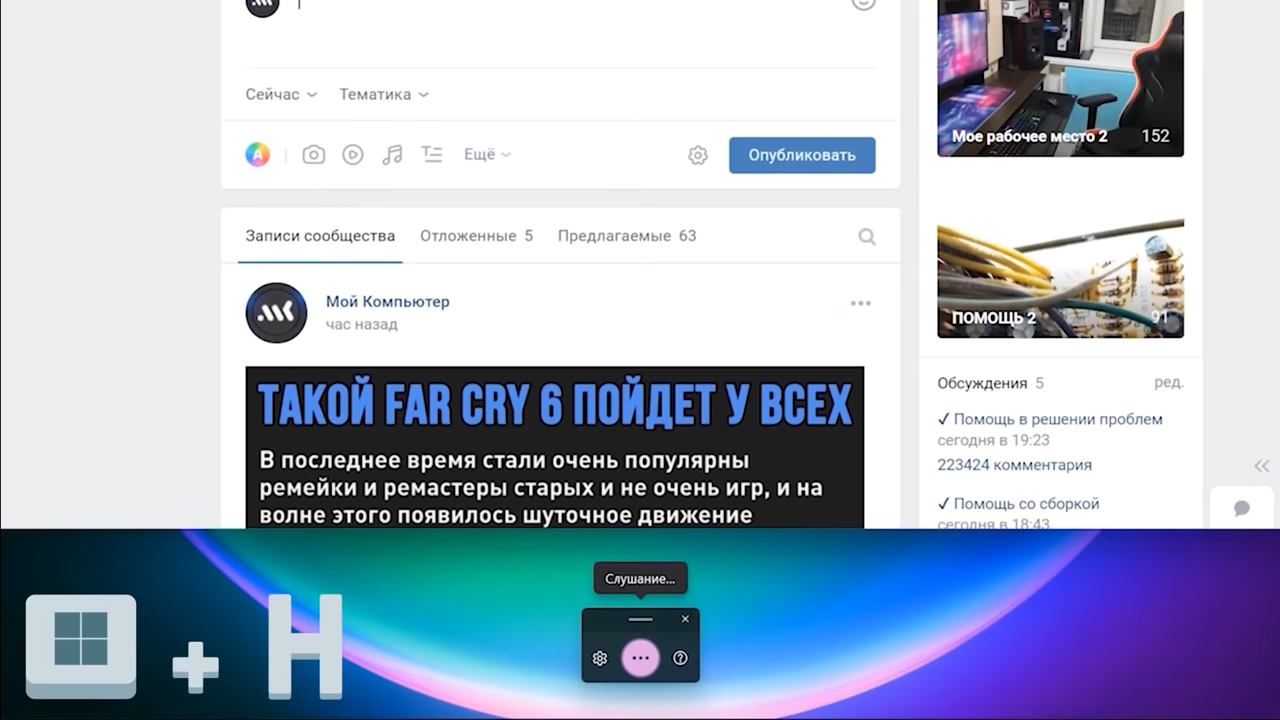 Сейчас Тематика
Ещё
Опубликовать
Записи сообщества Отложенные 5 Предлагаемые 63
Мой Компьютер
час назад
ТАКОЙ FAR CRY 6 ПОЙДЕТ У ВСЕХ
В последнее время стали очень популярны
ремейки и ремастеры старых и не очень игр, и на
волне этого появилось шуточное движение
Мое рабочее место 2 152
ПОМОЩЬ 2 91
Обсуждения 5 ред.
✓ Помощь в решении проблем
сегодня в 19:23
223424 комментария
✓ Помощь со сборкой
сегодня в 18:43
Слушание...
+ H